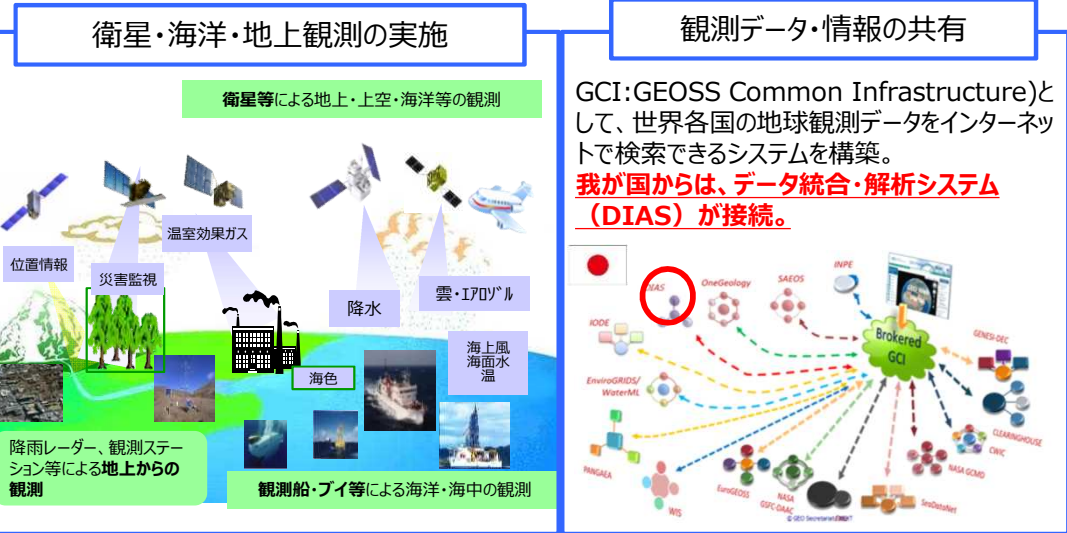 衛星・海洋・地上観測の実施
衛星等による地上・上空・海洋等の観測
位置情報
災害監視
温室効果ガス
降水
雲・ｴｱﾛｿﾞﾙ
海上風
海面水
温
海色
降雨レーダー、観測ステー
ション等による地上からの
観測
観測船・ブイ等による海洋・海中の観測
観測データ・情報の共有
GCI:GEOSS Common Infrastructure)と
して、世界各国の地球観測データをインターネッ
トで検索できるシステムを構築。
我が国からは、データ統合・解析システム
（DIAS）が接続。
DIAS
OneGeology
SAEOS
INPE
IODE
Brokered
GCI
GENESI-DEC
EnviroGRIDS/
WaterML
CLEARINGHOUSE
CWIC
NASA GCMD
PANGAEA
WIS
EuroGEOSS
NASA
GSFC-DAAC
SeaDataNet